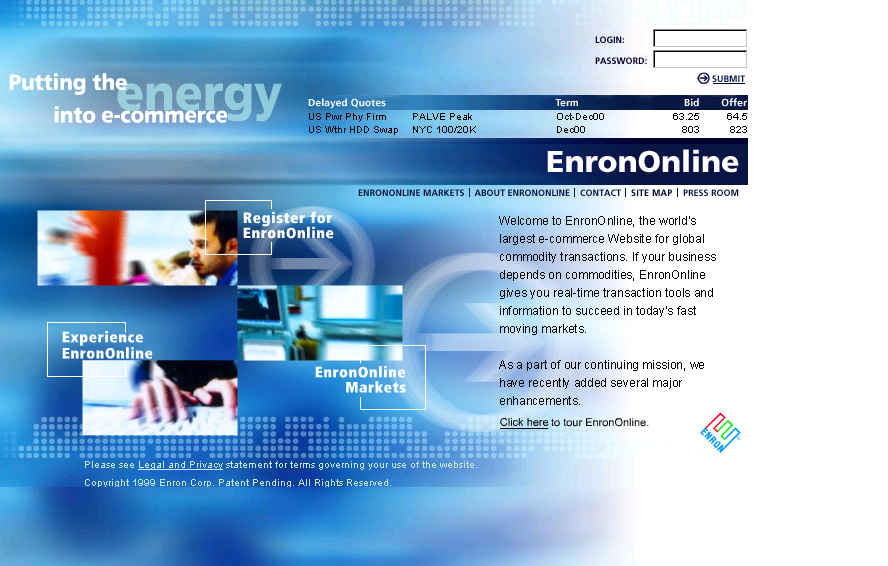 LOGIN:
PASSWORD:
SUBMIT
Putting the
energy
into e-commerce
Delayed Quotes Term Bid Offer
US Pwr Phy Firm PALVE Peak Oct-Dec00 63.25 64.5
US Wthr HDD Swap NYC 100/20K Dec00 803 823
EnronOnline
ENRONONLINE MARKETS | ABOUT ENRONONLINE | CONTACT | SITE MAP | PRESS ROOM
Register for
EnronOnline
Experience
EnronOnline
EnronOnline
Markets
Welcome to EnronOnline, the world's
largest e-commerce Website for global
commodity transactions. If your business
depends on commodities, EnronOnline
gives you real-time transaction tools and
information to succeed in today's fast
moving markets.
As a part of our continuing mission, we
have recently added several major
enhancements.
Click here to tour EnronOnline.
ENRON
Please see Legal and Privacy statement for terms governing your use of the website.
Copyright 1999 Enron Corp. Patent Pending. All Rights Reserved.